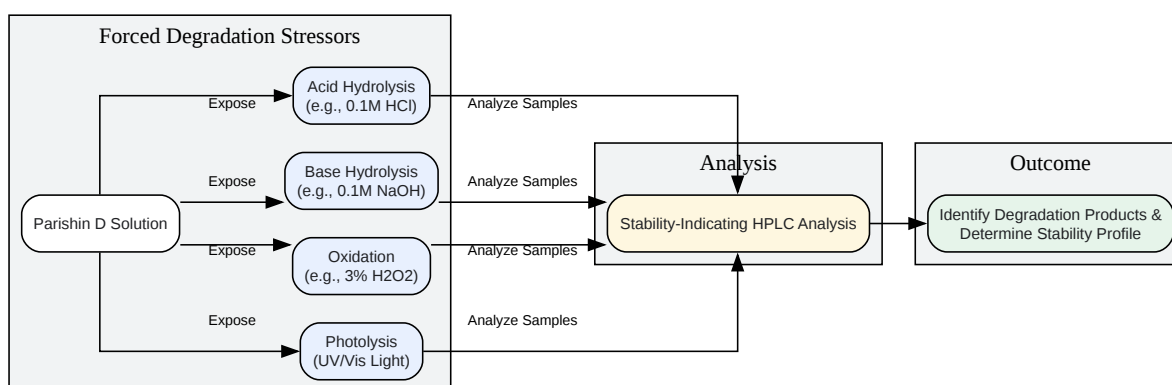 Forced Degradation Stressors
Acid Hydrolysis
(e.g., 0.1M HCl)
Expose
Analyze Samples
Analysis
Outcome
Base Hydrolysis
(e.g., 0.1M NaOH)
Expose
Analyze Samples
Parishin D Solution
Stability-Indicating HPLC Analysis
Identify Degradation Products &
Determine Stability Profile
Expose
Oxidation
(e.g., 3% H2O2)
Analyze Samples
Expose
Photolysis
(UV/Vis Light)
Analyze Samples